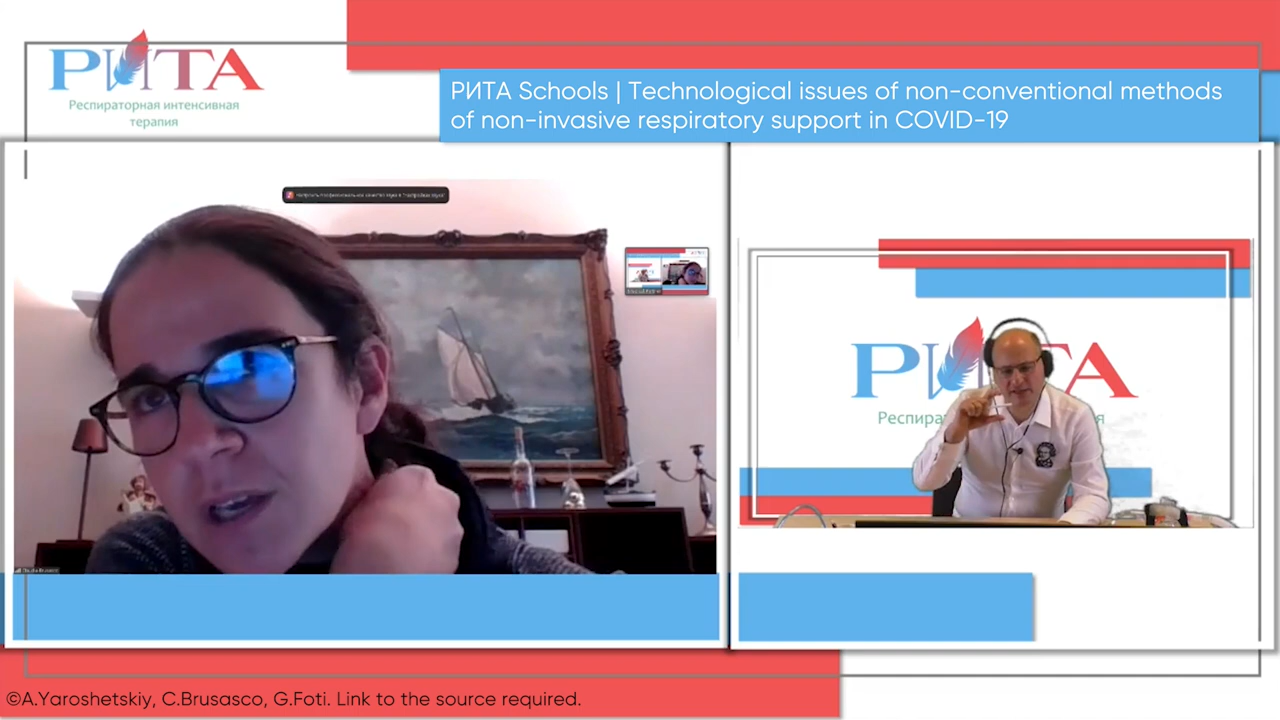 РИТА
Респираторная интенсивная
терапия
РИТА Schools | Technological issues of non-conventional methods
of non-invasive respiratory support in COVID-19
РИТА
Респира
я
©A.Yaroshetskiy, C.Brusasco, G.Foti. Link to the source required.